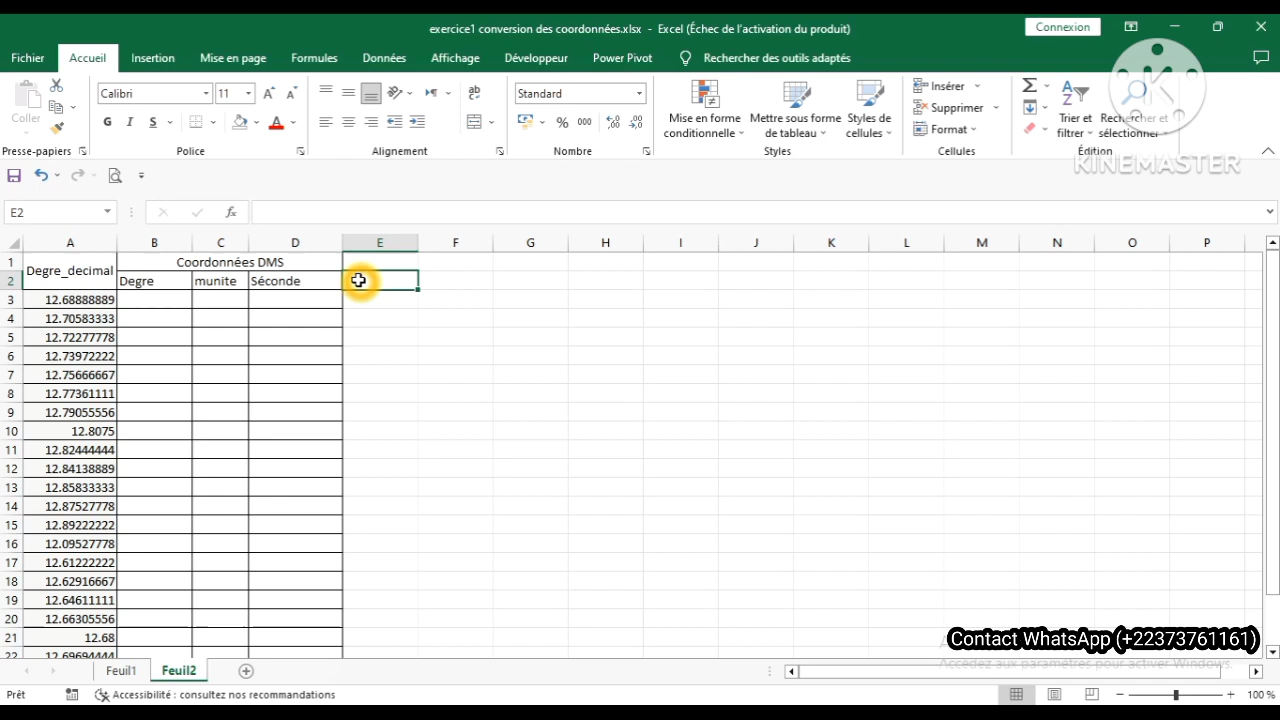 exercice1 conversion des coordonnées.xlsx - Excel (Échec de l'activation du produit)
Connexion
Fichier Accueil Insertion Mise en page Formules Données Affichage Développeur Power Pivot Rechercher des outils adaptés
Coller
Presse-papiers
Calibri 11
G I S
Police
Alignement
Standard
% 000
Nombre
Mise en forme conditionnelle
Mettre sous forme de tableau
Styles de cellules
Styles
Insérer
Supprimer
Format
Cellules
Trier et filtrer
Rechercher et sélectionner
Édition
KINEMASTER
E2
fx
A B C D E F G H I J K L M N O P
1 Degre_decimal Coordonnées DMS
2 Degre munite Séconde
3 12.68888889
4 12.70583333
5 12.72277778
6 12.73972222
7 12.75666667
8 12.77361111
9 12.79055556
10 12.8075
11 12.82444444
12 12.84138889
13 12.85833333
14 12.87527778
15 12.89222222
16 12.09527778
17 12.61222222
18 12.62916667
19 12.64611111
20 12.66305556
21 12.68
22 12.69694444
Contact WhatsApp (+22373761161)
Accédez aux paramètres pour activer Windows.
Feuil1 Feuil2
Prêt Accessibilité : consultez nos recommandations 100 %